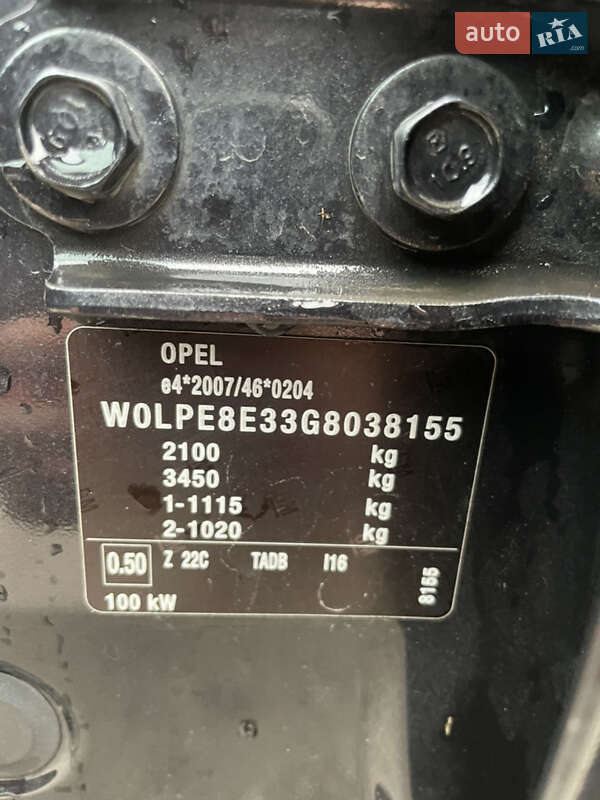 auto RIA.com
OPEL
e4*2007/46*0204
W0LPE8E33G8038155
2100 kg
3450 kg
1-1115 kg
2-1020 kg
0.50 Z 22C TADB I16 8155
100 kW